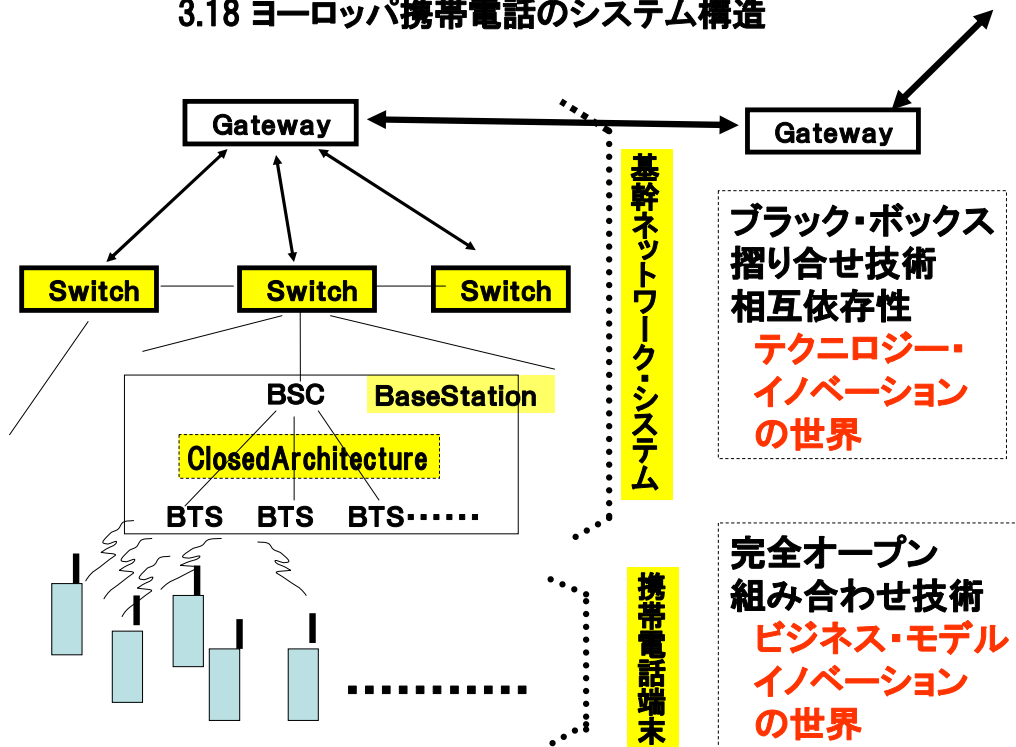 3.18 ヨーロッパ携帯電話のシステム構造
Gateway
Gateway
基幹ネットワーク・システム
ブラック・ボックス
摺り合せ技術
相互依存性
テクニロジー・
イノベーション
の世界
Switch
Switch
Switch
BSC
BaseStation
ClosedArchitecture
BTS
BTS
BTS
携帯電話端末
完全オープン
組み合わせ技術
ビジネス・モデル
イノベーション
の世界